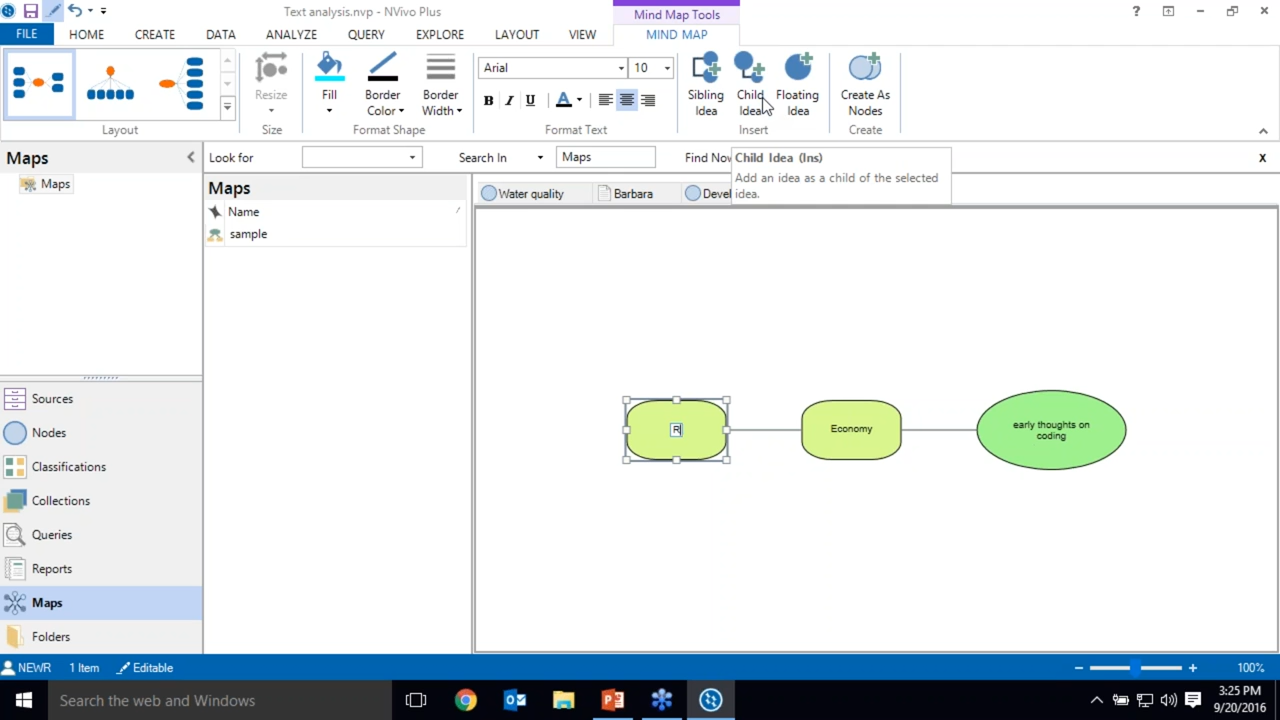 Text analysis.nvp - NVivo Plus
Mind Map Tools
?
FILE
HOME
CREATE
DATA
ANALYZE
QUERY
EXPLORE
LAYOUT
VIEW
MIND MAP
Resize
Fill
Border
Color
Border
Width
Arial
10
B I U A
Sibling
Idea
Child
Idea
Floating
Idea
Create As
Nodes
Layout
Size
Format Shape
Format Text
Insert
Create
Maps
Maps
Look for
Search In
Maps
Find Now
X
Child Idea (Ins)
Add an idea as a child of the selected
idea.
Maps
Name
sample
Water quality
Barbara
Devel
R
Economy
early thoughts on
coding
Sources
Nodes
Classifications
Collections
Queries
Reports
Maps
Folders
NEWR
1 Item
Editable
100%
Search the web and Windows
3:25 PM
9/20/2016